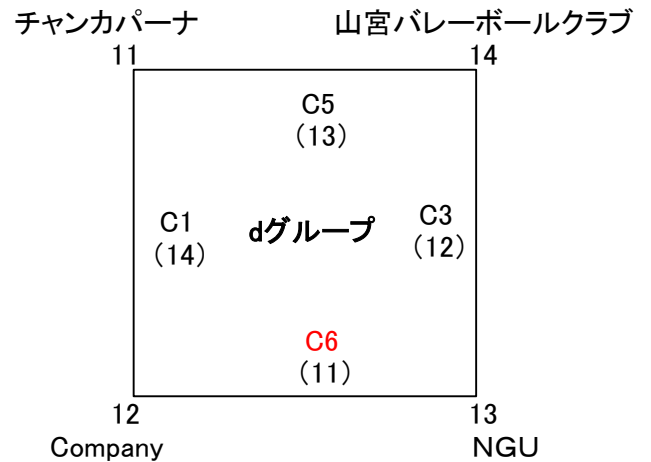 チャンカパーナ 山宮バレーボールクラブ
11 14
C5
（13）
C1 dグループ C3
（14） （12）
C6
（11）
12 13
Company ＮＧＵ